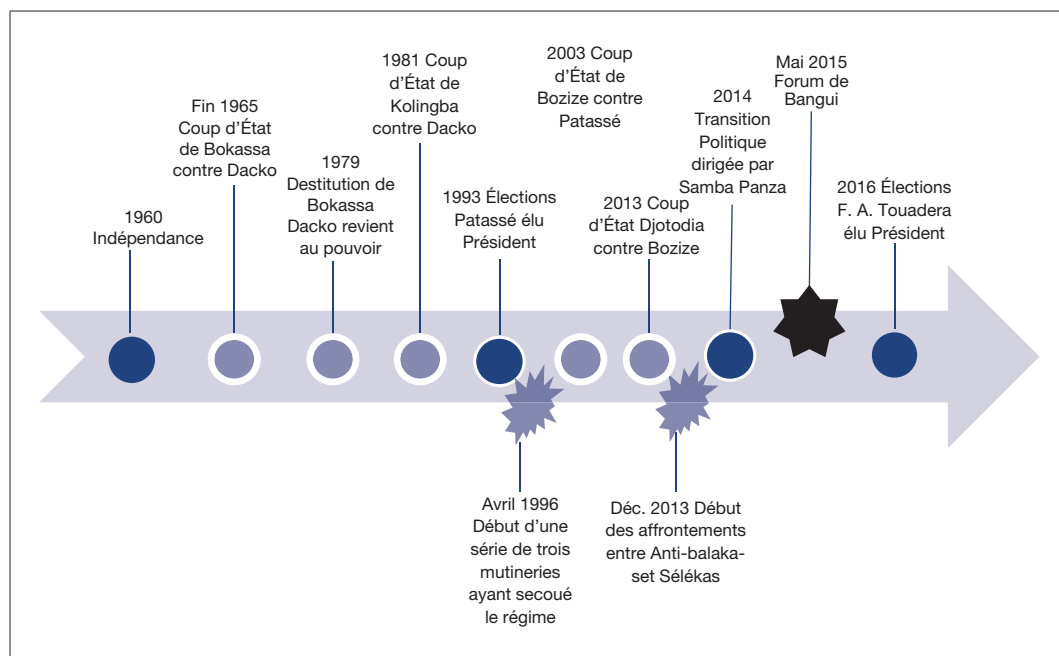 1960
Indépendance
Fin 1965
Coup d'État
de Bokassa
contre Dacko
1979
Destitution de
Bokassa
Dacko revient
au pouvoir
1981 Coup
d'État de
Kolingba
contre Dacko
1993 Élections
Patassé élu
Président
Avril 1996
Début d'une
série de trois
mutineries
ayant secoué
le régime
2003 Coup
d'État de
Bozize contre
Patassé
2013 Coup
d'État Djotodia
contre Bozize
Déc. 2013 Début
des affrontements
entre Anti-balaka-
set Sélékas
2014
Transition
Politique
dirigée par
Samba Panza
Mai 2015
Forum de
Bangui
2016 Élections
F. A. Touadera
élu Président